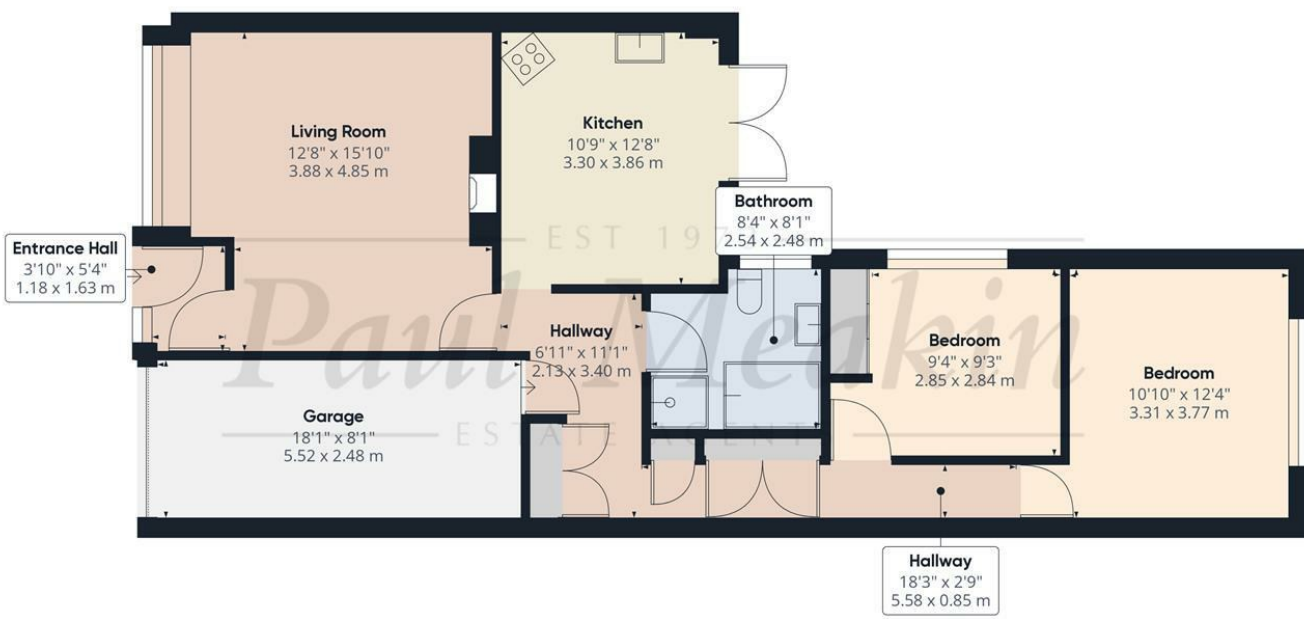 Living Room
12'8" x 15'10"
3.88 x 4.85 m
Kitchen
10'9" x 12'8"
3.30 x 3.86 m
Bathroom
8'4" x 8'1"
2.54 x 2.48 m
Entrance Hall
3'10" x 5'4"
1.18 x 1.63 m
Hallway
6'11" x 11'1"
2.13 x 3.40 m
Bedroom
9'4" x 9'3"
2.85 x 2.84 m
Bedroom
10'10" x 12'4"
3.31 x 3.77 m
Garage
18'1" x 8'1"
5.52 x 2.48 m
Hallway
18'3" x 2'9"
5.58 x 0.85 m
EST
Paul Meakin
ESTATE AGENT